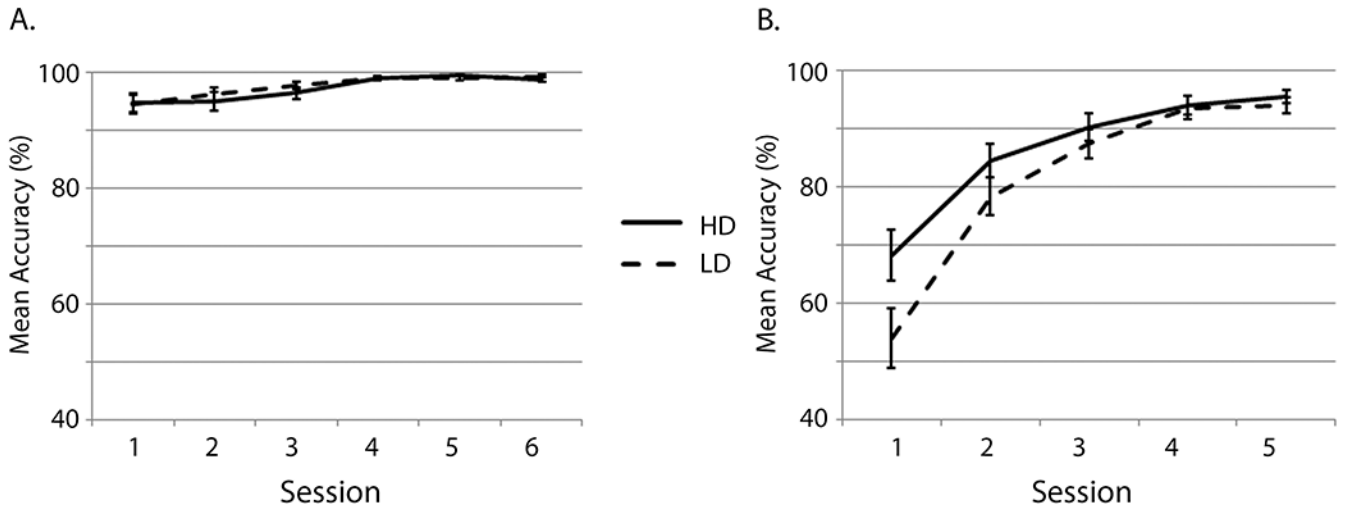 A.
Mean Accuracy (%)
100
80
60
40
1 2 3 4 5 6
Session
HD
LD
B.
Mean Accuracy (%)
100
80
60
40
1 2 3 4 5
Session